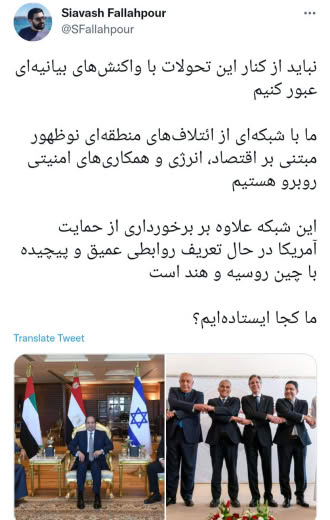 Siavash Fallahpour
@SFallahpour
نباید از کنار این تحولات با واکنش‌های بیانیه‌ای
عبور کنیم
ما با شبکه‌ای از ائتلاف‌های منطقه‌ای نوظهور
مبتنی بر اقتصاد، انرژی و همکاری‌های امنیتی
روبرو هستیم
این شبکه علاوه بر برخورداری از حمایت
آمریکا در حال تعریف روابطی عمیق و پیچیده
با چین روسیه و هند است
ما کجا ایستاده‌ایم؟
Translate Tweet